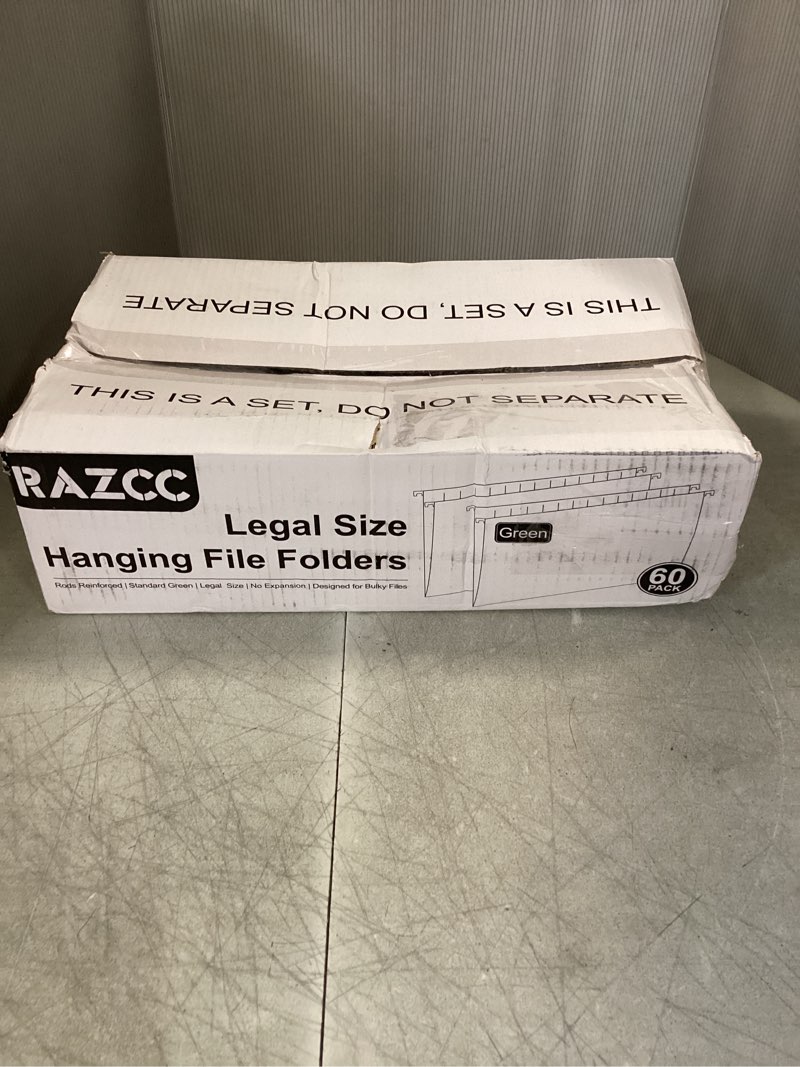 THIS IS A SET, DO NOT SEPARATE
THIS IS A SET, DO NOT SEPARATE
RAZCC
Legal Size
Hanging File Folders
Rods Reinforced | Standard Green | Legal Size | No Expansion | Designed for Bulky Files
Green
60
PACK